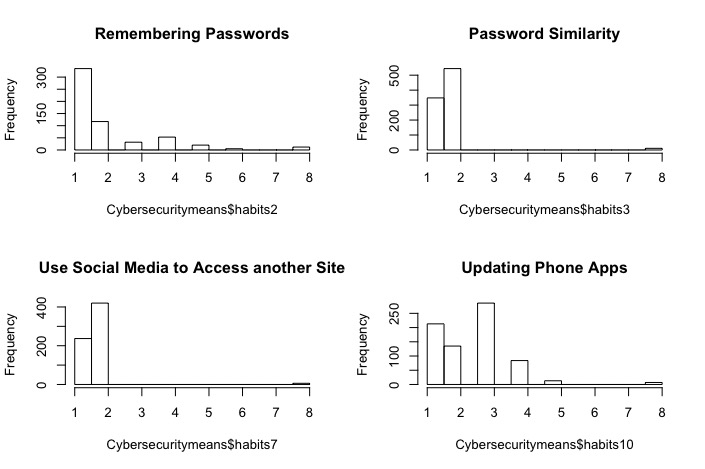 Remembering Passwords
Frequency
0 150 300
1 2 3 4 5 6 7 8
Cybersecuritymeans$habits2
Password Similarity
Frequency
0 200 500
1 2 3 4 5 6 7 8
Cybersecuritymeans$habits3
Use Social Media to Access another Site
Frequency
0 200 400
1 2 3 4 5 6 7 8
Cybersecuritymeans$habits7
Updating Phone Apps
Frequency
0 100 250
1 2 3 4 5 6 7 8
Cybersecuritymeans$habits10